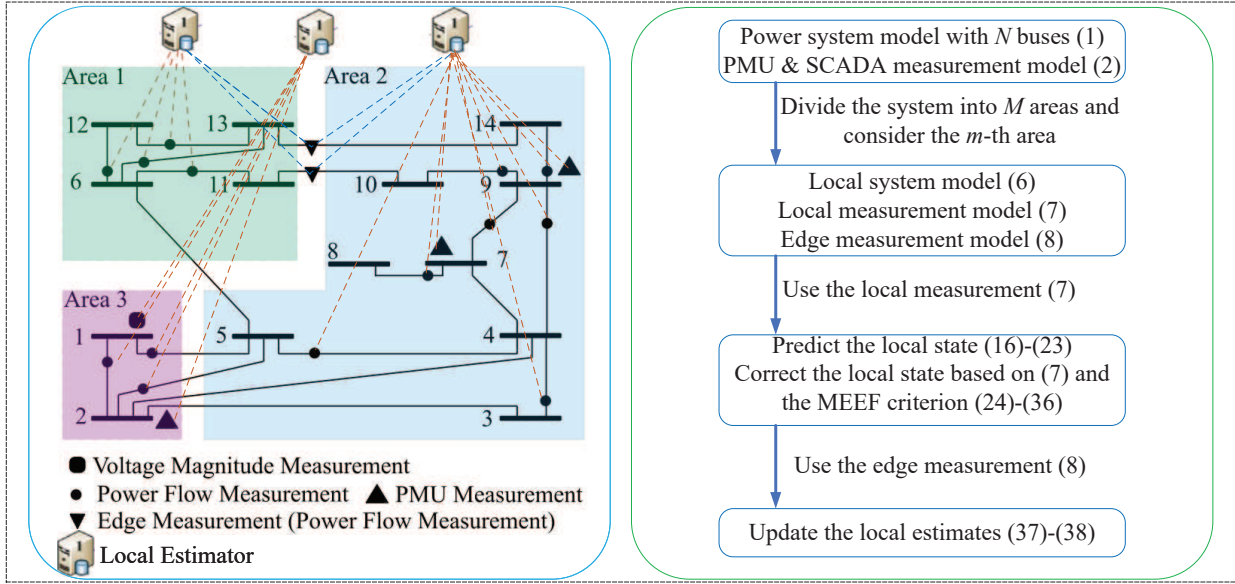 Area 1
Area 2
12
13
14
6
11
10
9
8
7
Area 3
1
5
4
2
3
Voltage Magnitude Measurement
Power Flow Measurement
PMU Measurement
Edge Measurement (Power Flow Measurement)
Local Estimator
Power system model with N buses (1)
PMU & SCADA measurement model (2)
Divide the system into M areas and
consider the m-th area
Local system model (6)
Local measurement model (7)
Edge measurement model (8)
Use the local measurement (7)
Predict the local state (16)-(23)
Correct the local state based on (7) and
the MEEF criterion (24)-(36)
Use the edge measurement (8)
Update the local estimates (37)-(38)